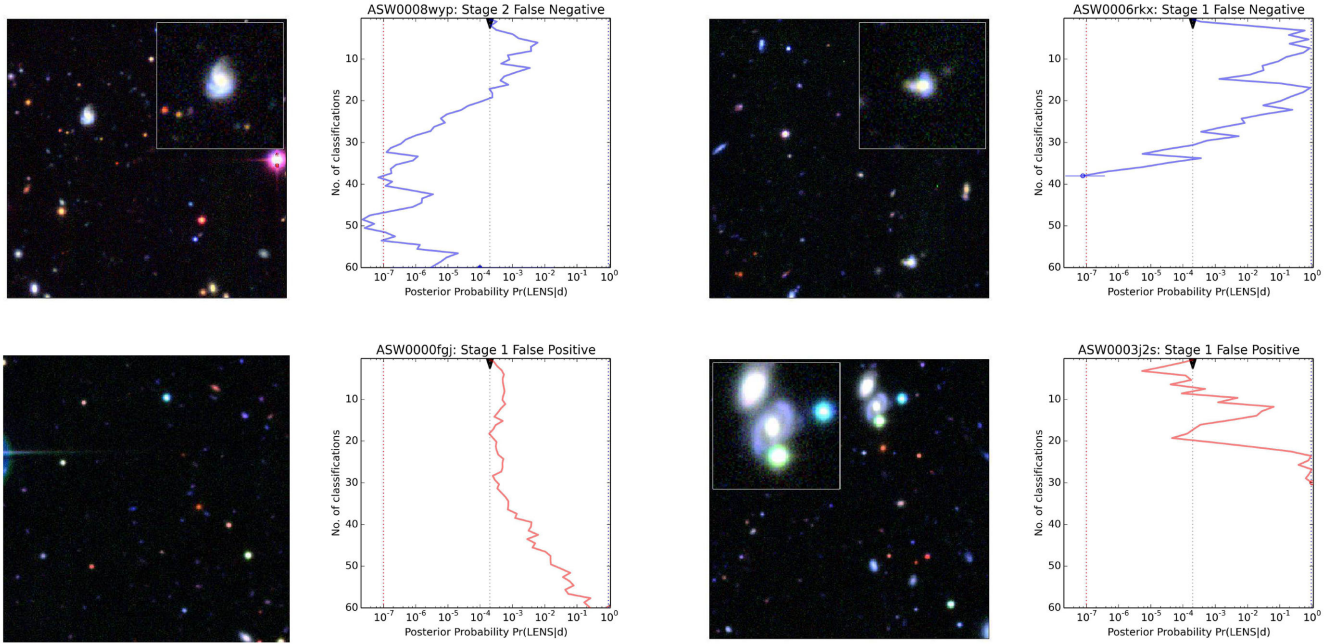 ASW0008wyp: Stage 2 False Negative
No. of classifications
10
20
30
40
50
60
10⁻⁷ 10⁻⁶ 10⁻⁵ 10⁻⁴ 10⁻³ 10⁻² 10⁻¹ 10⁰
Posterior Probability Pr(LENS|d)
ASW0006rkx: Stage 1 False Negative
No. of classifications
10
20
30
40
50
60
10⁻⁷ 10⁻⁶ 10⁻⁵ 10⁻⁴ 10⁻³ 10⁻² 10⁻¹ 10⁰
Posterior Probability Pr(LENS|d)
ASW0000fgj: Stage 1 False Positive
No. of classifications
10
20
30
40
50
60
10⁻⁷ 10⁻⁶ 10⁻⁵ 10⁻⁴ 10⁻³ 10⁻² 10⁻¹ 10⁰
Posterior Probability Pr(LENS|d)
ASW0003j2s: Stage 1 False Positive
No. of classifications
10
20
30
40
50
60
10⁻⁷ 10⁻⁶ 10⁻⁵ 10⁻⁴ 10⁻³ 10⁻² 10⁻¹ 10⁰
Posterior Probability Pr(LENS|d)